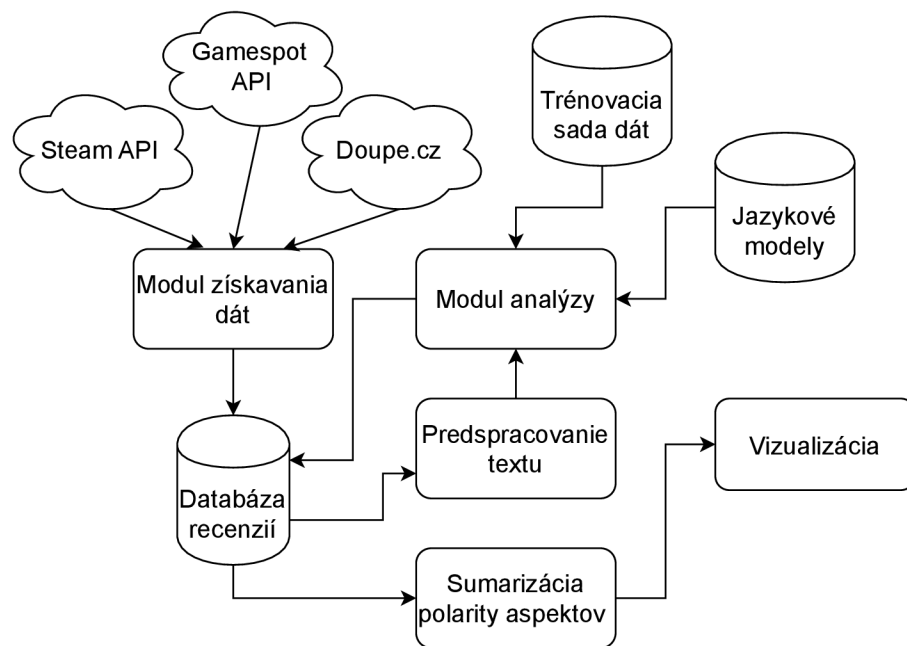 Gamespot
API
Steam API
Doupe.cz
Trénovacia
sada dát
Jazykové
modely
Modul získavania
dát
Modul analýzy
Predspracovanie
textu
Vizualizácia
Databáza
recenzií
Sumarizácia
polarity aspektov